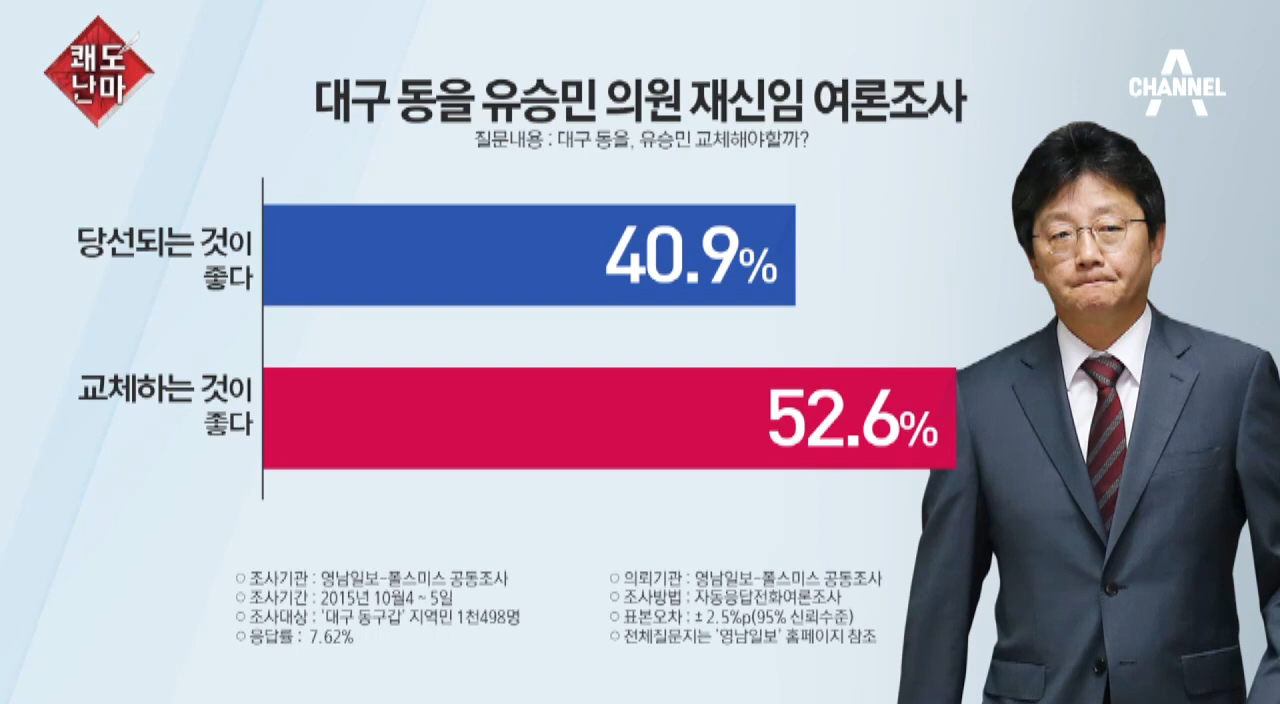 쾌도
난마
CHANNEL A
대구 동을 유승민 의원 재신임 여론조사
질문내용 : 대구 동을, 유승민 교체해야할까?
당선되는 것이
좋다
40.9%
교체하는 것이
좋다
52.6%
○ 조사기관 : 영남일보-폴스미스 공동조사
○ 조사기간 : 2015년 10월4 ~ 5일
○ 조사대상 : '대구 동구갑' 지역민 1천498명
○ 응답률 : 7.62%
○ 의뢰기관 : 영남일보-폴스미스 공동조사
○ 조사방법 : 자동응답전화여론조사
○ 표본오차 : ± 2.5%p(95% 신뢰수준)
○ 전체질문지는 '영남일보' 홈페이지 참조